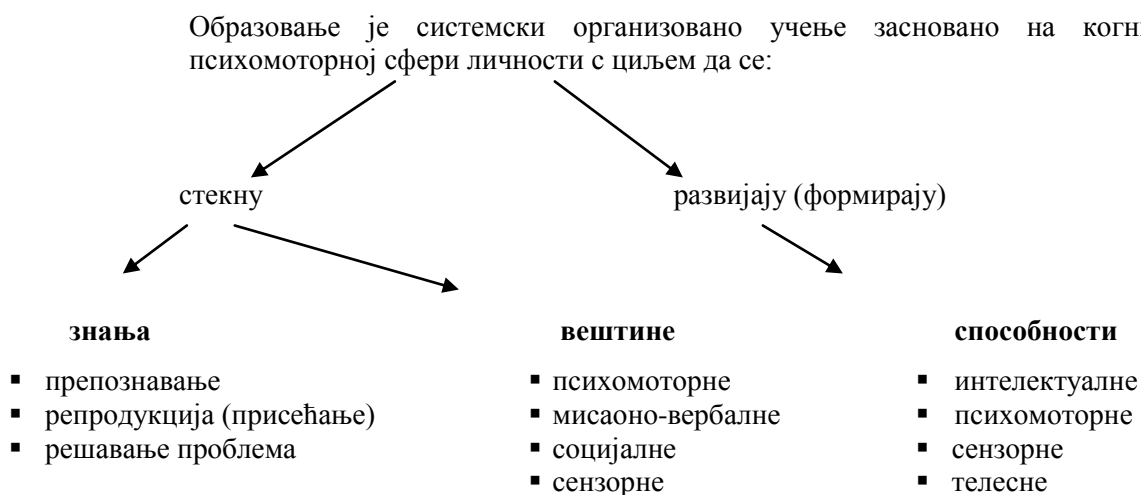 Образовање је системски организовано учење засновано на
психомоторној сфери личности с циљем да се:
стекну развијају (формирају)
знања вештине способности
▪ препознавање ▪ психомоторне ▪ интелектуалне
▪ репродукција (присећање) ▪ мисаоно-вербалне ▪ психомоторне
▪ решавање проблема ▪ социјалне ▪ сензорне
▪ сензорне ▪ телесне